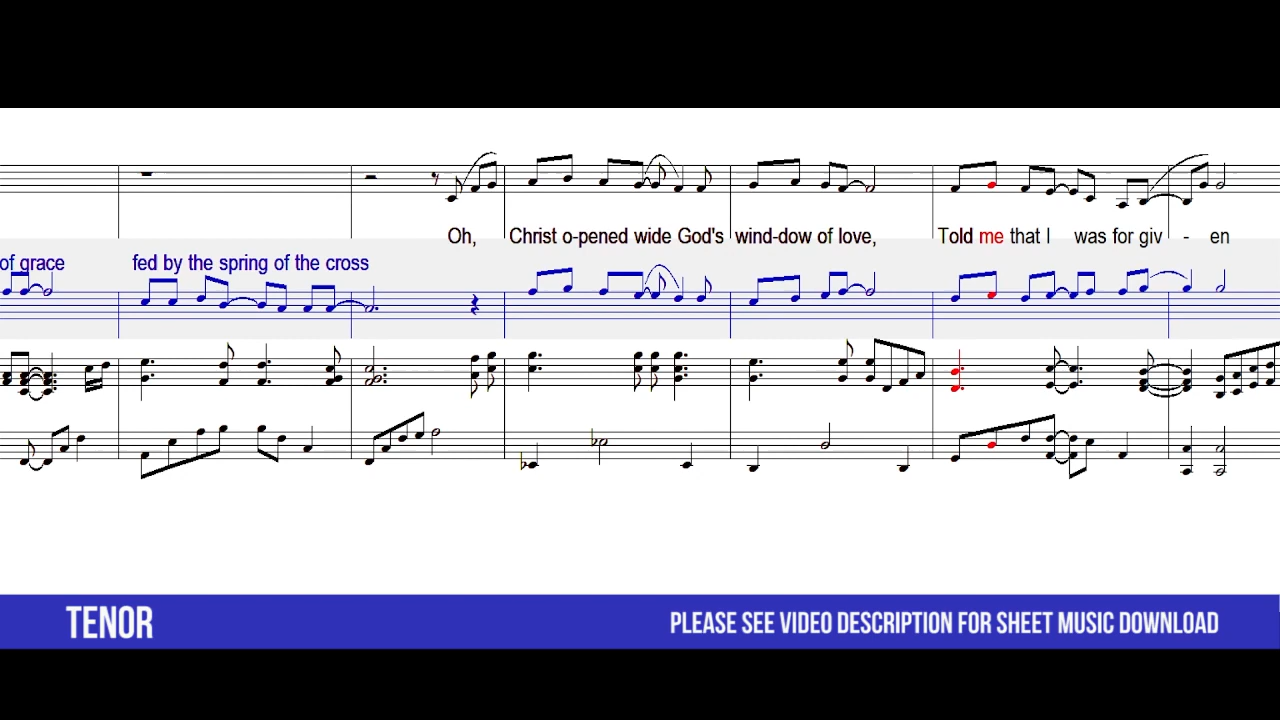 Oh, Christ o-pened wide God's wind-dow of love, Told me that I was for giv - en
of grace fed by the spring of the cross
TENOR
PLEASE SEE VIDEO DESCRIPTION FOR SHEET MUSIC DOWNLOAD